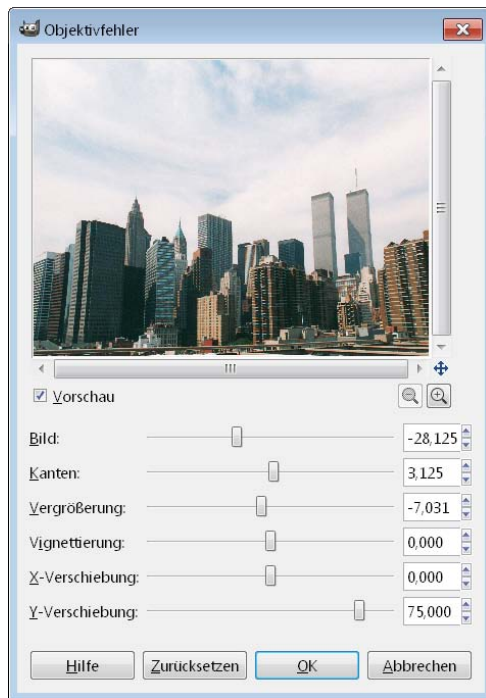 Objektivfehler
Vorschau
Bild: -28,125
Kanten: 3,125
Vergrößerung: -7,031
Vignettierung: 0,000
X-Verschiebung: 0,000
Y-Verschiebung: 75,000
Hilfe Zurücksetzen OK Abbrechen